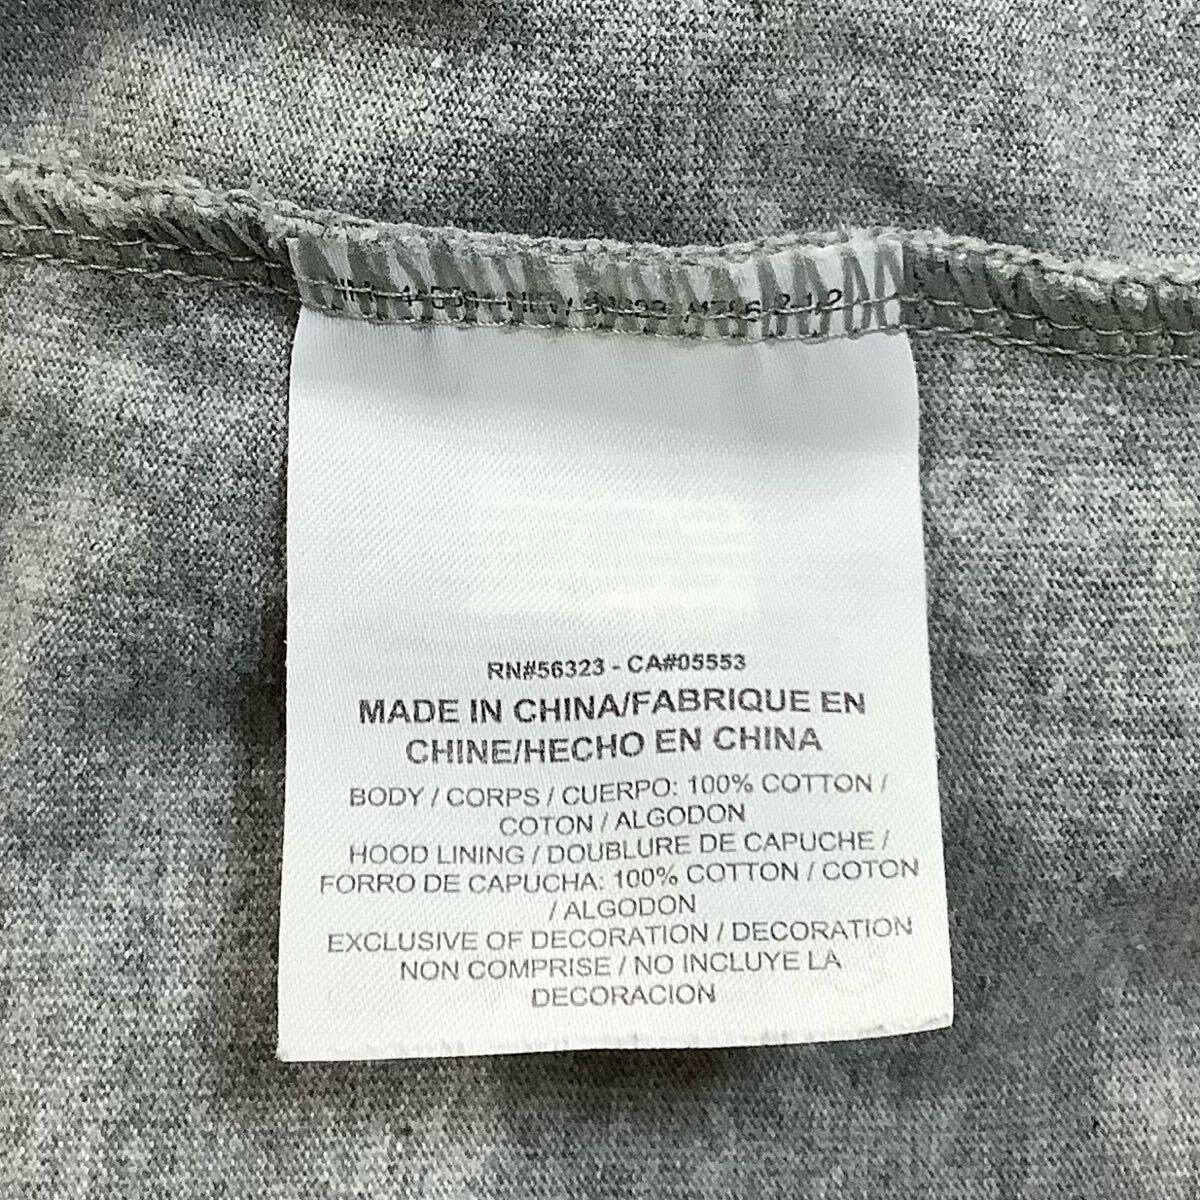 RN#56323 - CA#05553
MADE IN CHINA/FABRIQUE EN
CHINE/HECHO EN CHINA
BODY / CORPS / CUERPO: 100% COTTON /
COTON / ALGODON
HOOD LINING / DOUBLURE DE CAPUCHE /
FORRO DE CAPUCHA: 100% COTTON / COTON
/ ALGODON
EXCLUSIVE OF DECORATION / DECORATION
NON COMPRISE / NO INCLUYE LA
DECORACION